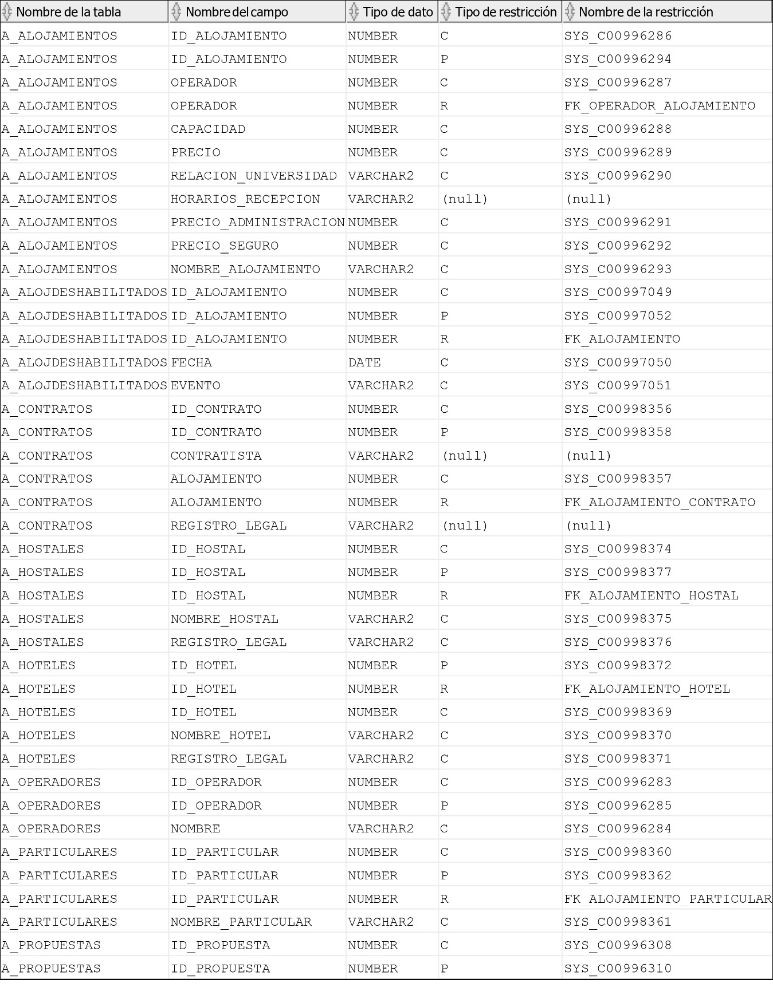 Nombre de la tabla Nombre del campo Tipo de dato Tipo de restricción Nombre de la restricción
A_ALOJAMIENTOS ID_ALOJAMIENTO NUMBER C SYS_C00996286
A_ALOJAMIENTOS ID_ALOJAMIENTO NUMBER P SYS_C00996294
A_ALOJAMIENTOS OPERADOR NUMBER C SYS_C00996287
A_ALOJAMIENTOS OPERADOR NUMBER R FK_OPERADOR_ALOJAMIENTO
A_ALOJAMIENTOS CAPACIDAD NUMBER C SYS_C00996288
A_ALOJAMIENTOS PRECIO NUMBER C SYS_C00996289
A_ALOJAMIENTOS RELACION_UNIVERSIDAD VARCHAR2 C SYS_C00996290
A_ALOJAMIENTOS HORARIOS_RECEPCION VARCHAR2 (null) (null)
A_ALOJAMIENTOS PRECIO_ADMINISTRACION NUMBER C SYS_C00996291
A_ALOJAMIENTOS PRECIO_SEGURO NUMBER C SYS_C00996292
A_ALOJAMIENTOS NOMBRE_ALOJAMIENTO VARCHAR2 C SYS_C00996293
A_ALOJDESHABILITADOS ID_ALOJAMIENTO NUMBER C SYS_C00997049
A_ALOJDESHABILITADOS ID_ALOJAMIENTO NUMBER P SYS_C00997052
A_ALOJDESHABILITADOS ID_ALOJAMIENTO NUMBER R FK_ALOJAMIENTO
A_ALOJDESHABILITADOS FECHA DATE C SYS_C00997050
A_ALOJDESHABILITADOS EVENTO VARCHAR2 C SYS_C00997051
A_CONTRATOS ID_CONTRATO NUMBER C SYS_C00998356
A_CONTRATOS ID_CONTRATO NUMBER P SYS_C00998358
A_CONTRATOS CONTRATISTA VARCHAR2 (null) (null)
A_CONTRATOS ALOJAMIENTO NUMBER C SYS_C00998357
A_CONTRATOS ALOJAMIENTO NUMBER R FK_ALOJAMIENTO_CONTRATO
A_CONTRATOS REGISTRO_LEGAL VARCHAR2 (null) (null)
A_HOSTALES ID_HOSTAL NUMBER C SYS_C00998374
A_HOSTALES ID_HOSTAL NUMBER P SYS_C00998377
A_HOSTALES ID_HOSTAL NUMBER R FK_ALOJAMIENTO_HOSTAL
A_HOSTALES NOMBRE_HOSTAL VARCHAR2 C SYS_C00998375
A_HOSTALES REGISTRO_LEGAL VARCHAR2 C SYS_C00998376
A_HOTELES ID_HOTEL NUMBER P SYS_C00998372
A_HOTELES ID_HOTEL NUMBER R FK_ALOJAMIENTO_HOTEL
A_HOTELES ID_HOTEL NUMBER C SYS_C00998369
A_HOTELES NOMBRE_HOTEL VARCHAR2 C SYS_C00998370
A_HOTELES REGISTRO_LEGAL VARCHAR2 C SYS_C00998371
A_OPERADORES ID_OPERADOR NUMBER C SYS_C00996283
A_OPERADORES ID_OPERADOR NUMBER P SYS_C00996285
A_OPERADORES NOMBRE VARCHAR2 C SYS_C00996284
A_PARTICULARES ID_PARTICULAR NUMBER C SYS_C00998360
A_PARTICULARES ID_PARTICULAR NUMBER P SYS_C00998362
A_PARTICULARES ID_PARTICULAR NUMBER R FK_ALOJAMIENTO_PARTICULAR
A_PARTICULARES NOMBRE_PARTICULAR VARCHAR2 C SYS_C00998361
A_PROPUESTAS ID_PROPUESTA NUMBER C SYS_C00996308
A_PROPUESTAS ID_PROPUESTA NUMBER P SYS_C00996310